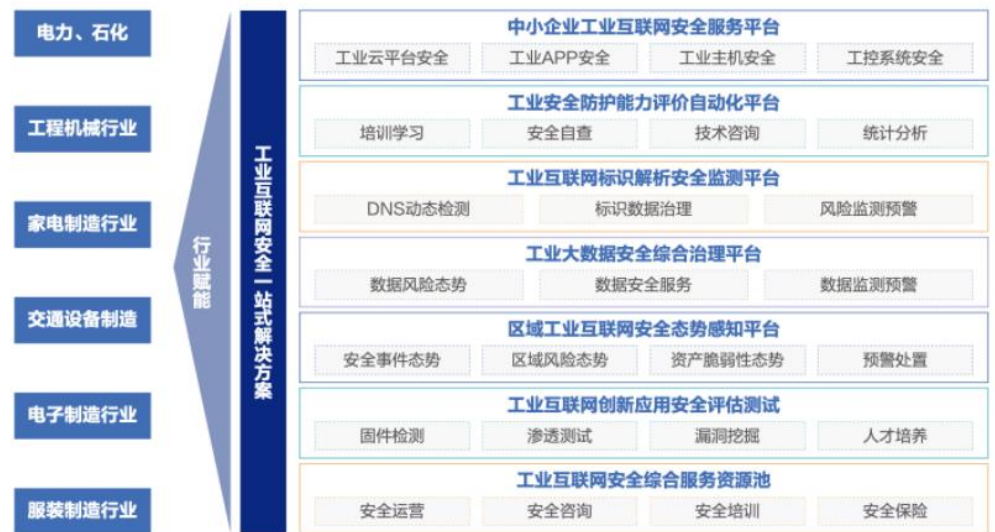 电力、石化
工程机械行业
家电制造行业
交通设备制造
电子制造行业
服装制造行业
行业赋能
工业互联网安全一站式解决方案
中小企业工业互联网安全服务平台
工业云平台安全 工业APP安全 工业主机安全 工控系统安全
工业安全防护能力评价自动化平台
培训学习 安全自查 技术咨询 统计分析
工业互联网标识解析安全监测平台
DNS动态检测 标识数据治理 风险监测预警
工业大数据安全综合治理平台
数据风险态势 数据安全服务 数据监测预警
区域工业互联网安全态势感知平台
安全事件态势 区域风险态势 资产脆弱性态势 预警处置
工业互联网创新应用安全评估测试
固件检测 渗透测试 漏洞挖掘 人才培养
工业互联网安全综合服务资源池
安全运营 安全咨询 安全培训 安全保险